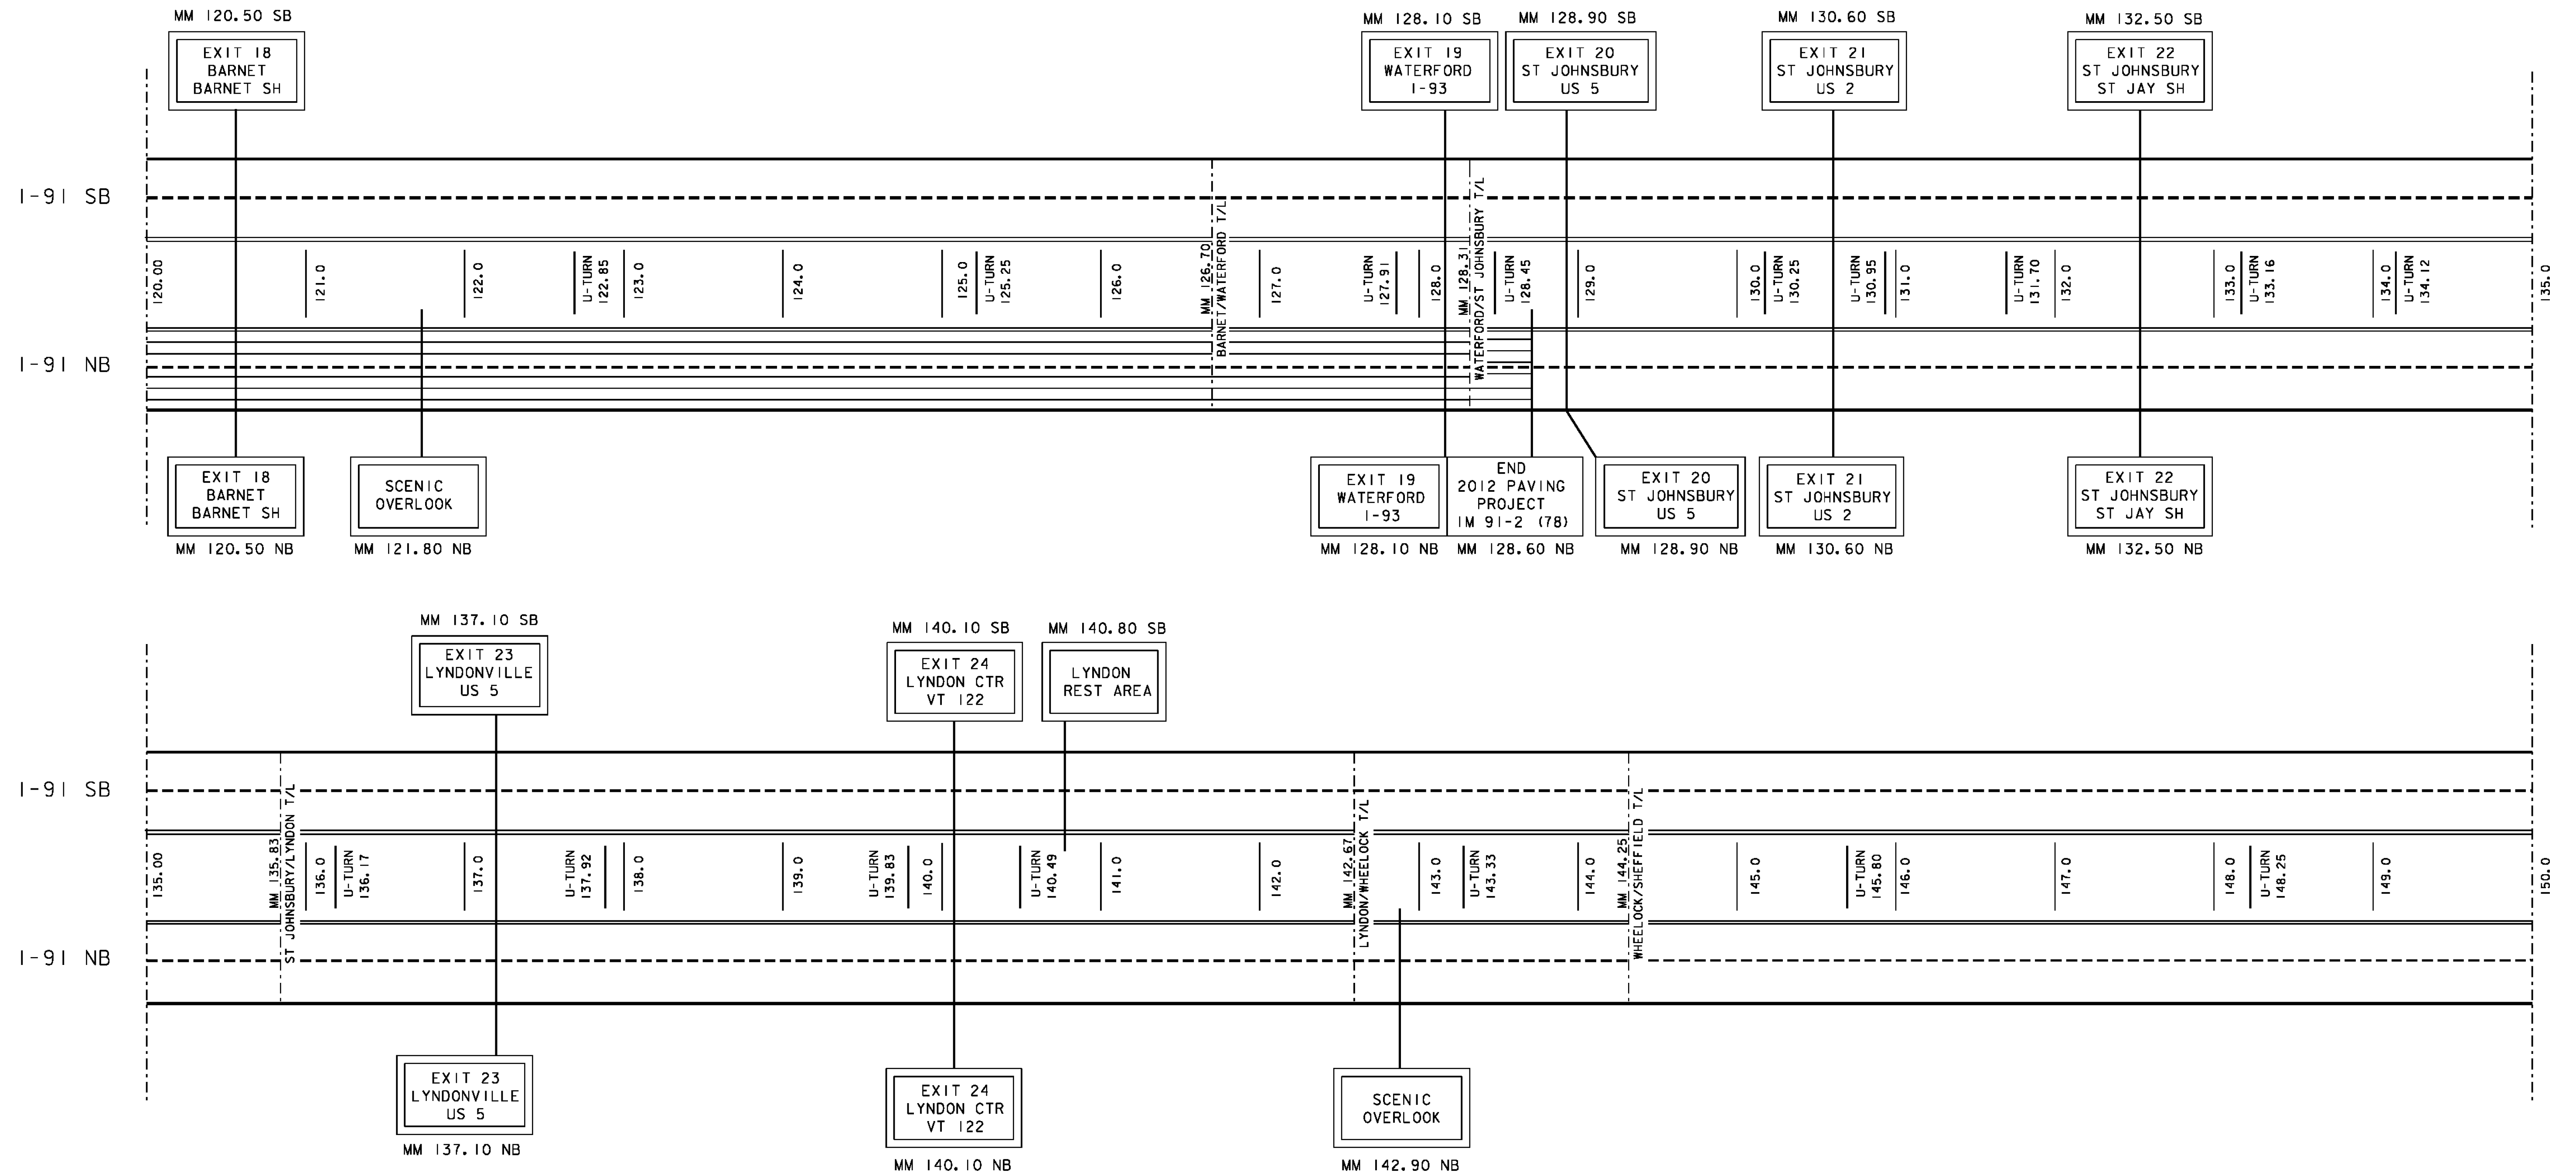 MM 120.50 SB
EXIT 18
BARNET
BARNET SH
MM 128.10 SB
EXIT 19
WATERFORD
I-93
MM 128.90 SB
EXIT 20
ST JOHNSBURY
US 5
MM 130.60 SB
EXIT 21
ST JOHNSBURY
US 2
MM 132.50 SB
EXIT 22
ST JOHNSBURY
ST JAY SH
I-91 SB
120.00
121.0
122.0
U-TURN
122.85
123.0
124.0
125.0
U-TURN
125.25
126.0
MM 126.70
BARNET/WATERFORD T/L
127.0
U-TURN
127.91
128.0
MM 128.31
WATERFORD/ST JOHNSBURY T/L
U-TURN
128.45
129.0
130.0
U-TURN
130.25
U-TURN
130.95
131.0
U-TURN
131.70
132.0
133.0
U-TURN
133.16
134.0
U-TURN
134.12
135.0
I-91 NB
EXIT 18
BARNET
BARNET SH
MM 120.50 NB
SCENIC
OVERLOOK
MM 121.80 NB
EXIT 19
WATERFORD
I-93
MM 128.10 NB
END
2012 PAVING
PROJECT
IM 91-2 (78)
MM 128.60 NB
EXIT 20
ST JOHNSBURY
US 5
MM 128.90 NB
EXIT 21
ST JOHNSBURY
US 2
MM 130.60 NB
EXIT 22
ST JOHNSBURY
ST JAY SH
MM 132.50 NB
MM 137.10 SB
EXIT 23
LYNDONVILLE
US 5
MM 140.10 SB
EXIT 24
LYNDON CTR
VT 122
MM 140.80 SB
LYNDON
REST AREA
I-91 SB
135.00
MM 135.83
ST JOHNSBURY/LYNDON T/L
136.0
U-TURN
136.17
137.0
U-TURN
137.92
138.0
139.0
U-TURN
139.83
140.0
U-TURN
140.49
141.0
142.0
MM 142.67
LYNDON/WHEELOCK T/L
143.0
U-TURN
143.33
144.0
MM 144.25
WHEELOCK/SHEFFIELD T/L
145.0
U-TURN
145.80
146.0
147.0
148.0
U-TURN
148.25
149.0
150.0
I-91 NB
EXIT 23
LYNDONVILLE
US 5
MM 137.10 NB
EXIT 24
LYNDON CTR
VT 122
MM 140.10 NB
SCENIC
OVERLOOK
MM 142.90 NB